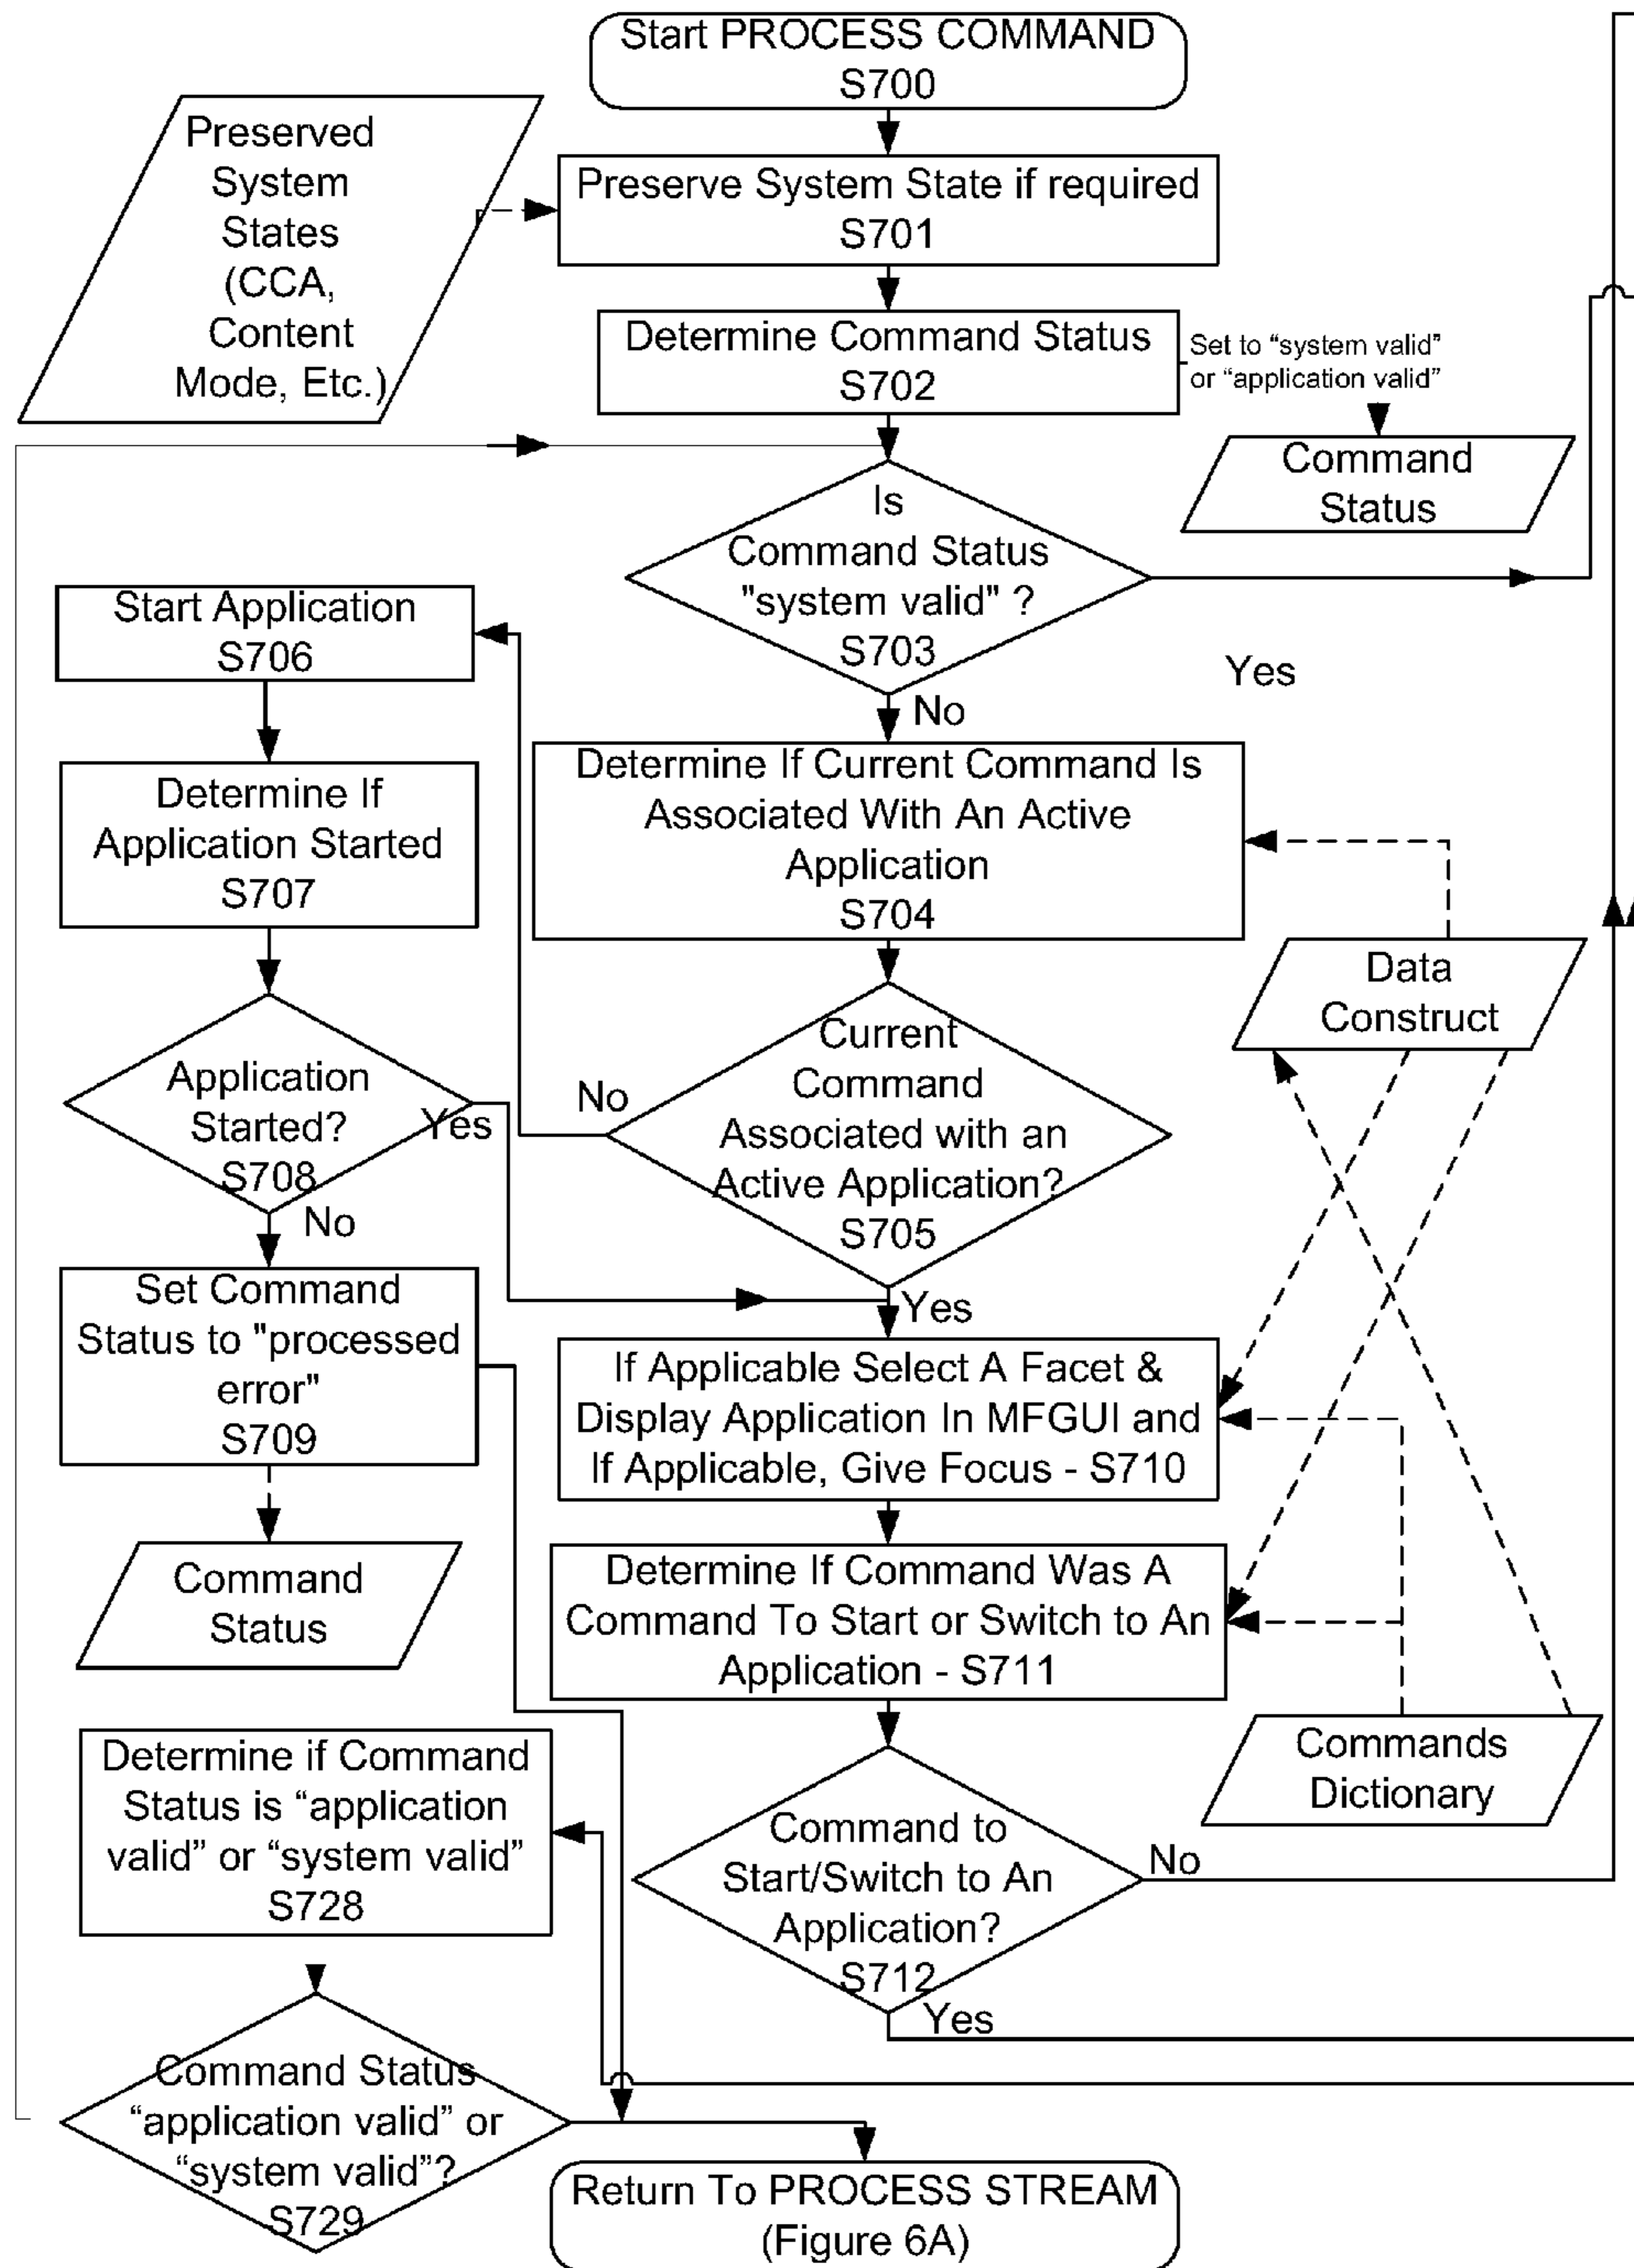 Start PROCESS COMMAND
S700
Preserved
System
States
(CCA,
Content
Mode, Etc.)
Preserve System State if required
S701
Determine Command Status
S702
Set to “system valid”
or “application valid”
Command
Status
Is
Command Status
"system valid" ?
S703
Yes
No
Start Application
S706
Determine If
Application Started
S707
Determine If Current Command Is
Associated With An Active
Application
S704
Data
Construct
Application
Started?
S708
Yes
No
No
Current
Command
Associated with an
Active Application?
S705
Yes
Set Command
Status to "processed
error"
S709
If Applicable Select A Facet &
Display Application In MFGUI and
If Applicable, Give Focus - S710
Command
Status
Determine If Command Was A
Command To Start or Switch to An
Application - S711
Commands
Dictionary
Determine if Command
Status is “application
valid” or “system valid”
S728
Command to
Start/Switch to An
Application?
S712
No
Yes
Command Status
“application valid” or
“system valid”?
S729
Return To PROCESS STREAM
(Figure 6A)